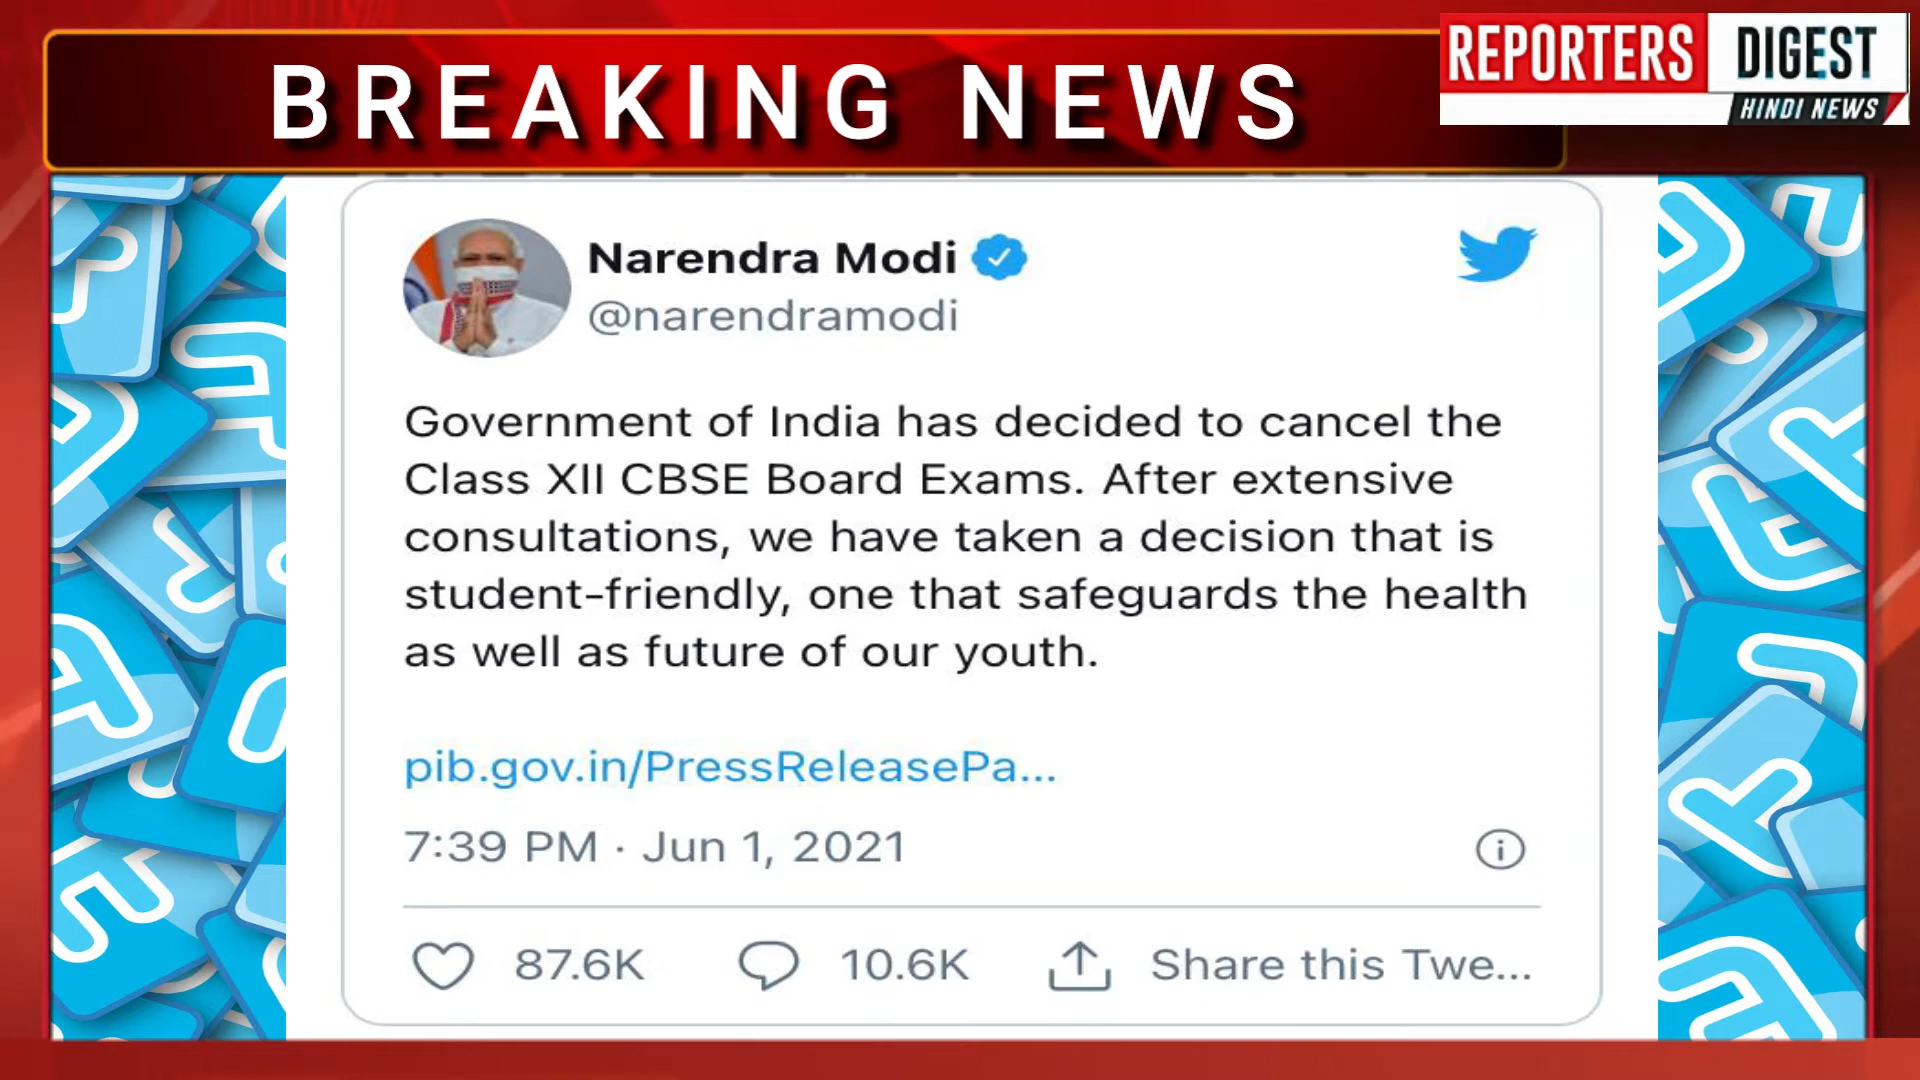 BREAKING NEWS
REPORTERS DIGEST
HINDI NEWS
Narendra Modi
@narendramodi
Government of India has decided to cancel the
Class XII CBSE Board Exams. After extensive
consultations, we have taken a decision that is
student-friendly, one that safeguards the health
as well as future of our youth.
pib.gov.in/PressReleasePa...
7:39 PM · Jun 1, 2021
87.6K 10.6K Share this Twe...